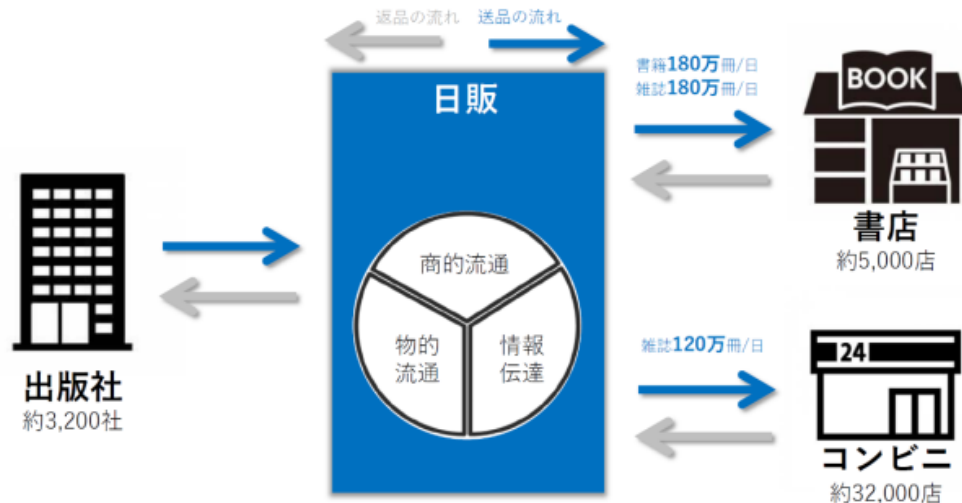 返品の流れ
送品の流れ
日販
書籍180万冊/日
雑誌180万冊/日
BOOK
書店
約5,000店
商的流通
物的
流通
情報
伝達
出版社
約3,200社
雑誌120万冊/日
24
コンビニ
約32,000店